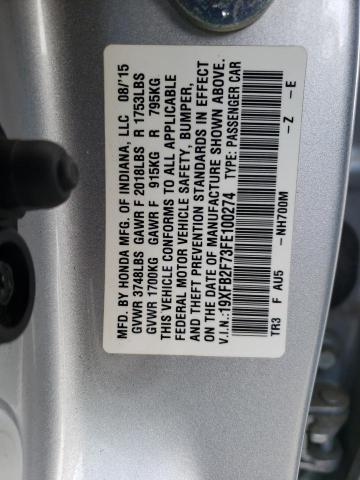 MFD. BY HONDA MFG. OF INDIANA, LLC 08/'15
GVWR 3748LBS GAWR F 2018LBS R 1753LBS
GVWR 1700KG GAWR F 915KG R 795KG
THIS VEHICLE CONFORMS TO ALL APPLICABLE
FEDERAL MOTOR VEHICLE SAFETY, BUMPER,
AND THEFT PREVENTION STANDARDS IN EFFECT
ON THE DATE OF MANUFACTURE SHOWN ABOVE.
V.I.N.:19XFB2F73FE100274 TYPE: PASSENGER CAR
-NH700M -Z -E
TR3 F AU5